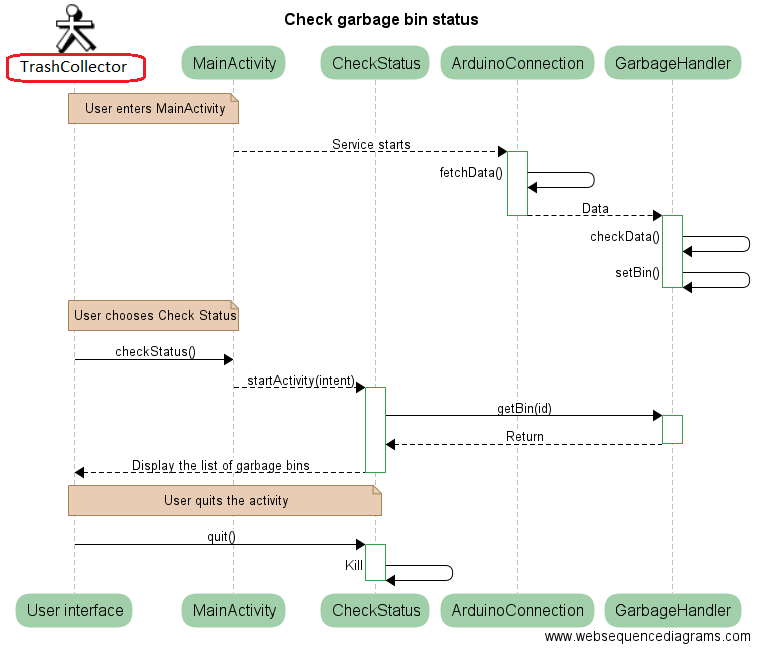 Check garbage bin status
TrashCollector
MainActivity
CheckStatus
ArduinoConnection
GarbageHandler
User enters MainActivity
Service starts
fetchData()
Data
checkData()
setBin()
User chooses Check Status
checkStatus()
startActivity(intent)
getBin(id)
Return
Display the list of garbage bins
User quits the activity
quit()
Kill
User interface
MainActivity
CheckStatus
ArduinoConnection
GarbageHandler
www.websequencediagrams.com